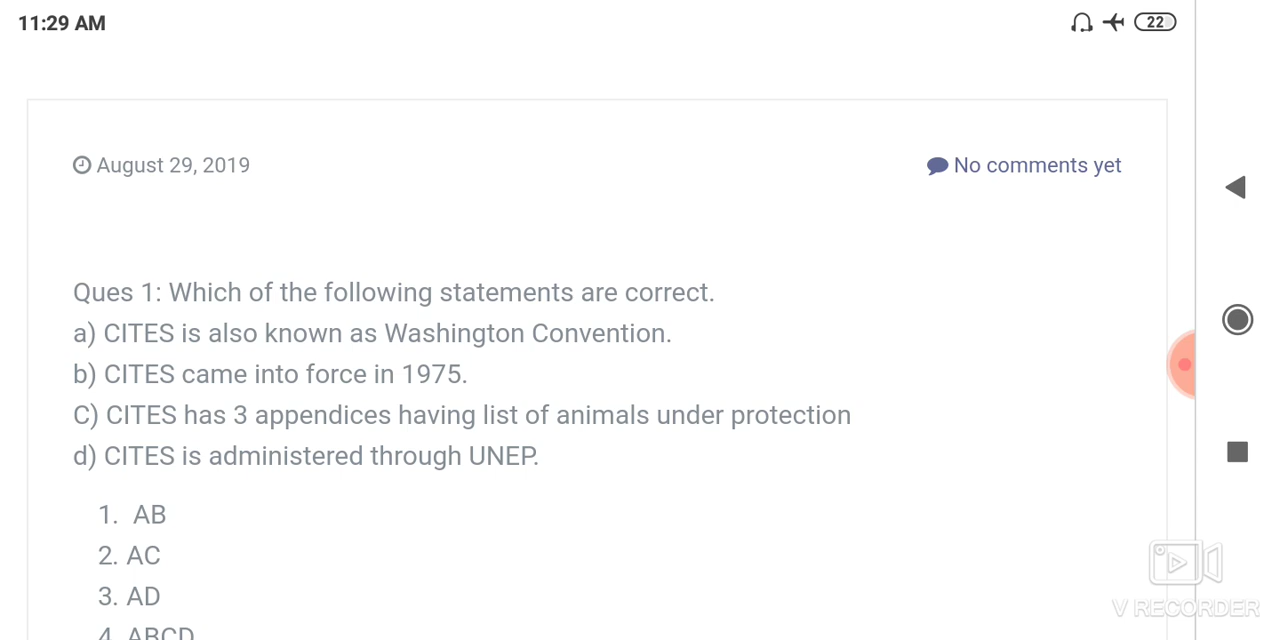 11:29 AM
22
August 29, 2019
No comments yet
Ques 1: Which of the following statements are correct.
a) CITES is also known as Washington Convention.
b) CITES came into force in 1975.
C) CITES has 3 appendices having list of animals under protection
d) CITES is administered through UNEP.
1. AB
2. AC
3. AD
4. ABCD
V RECORDER